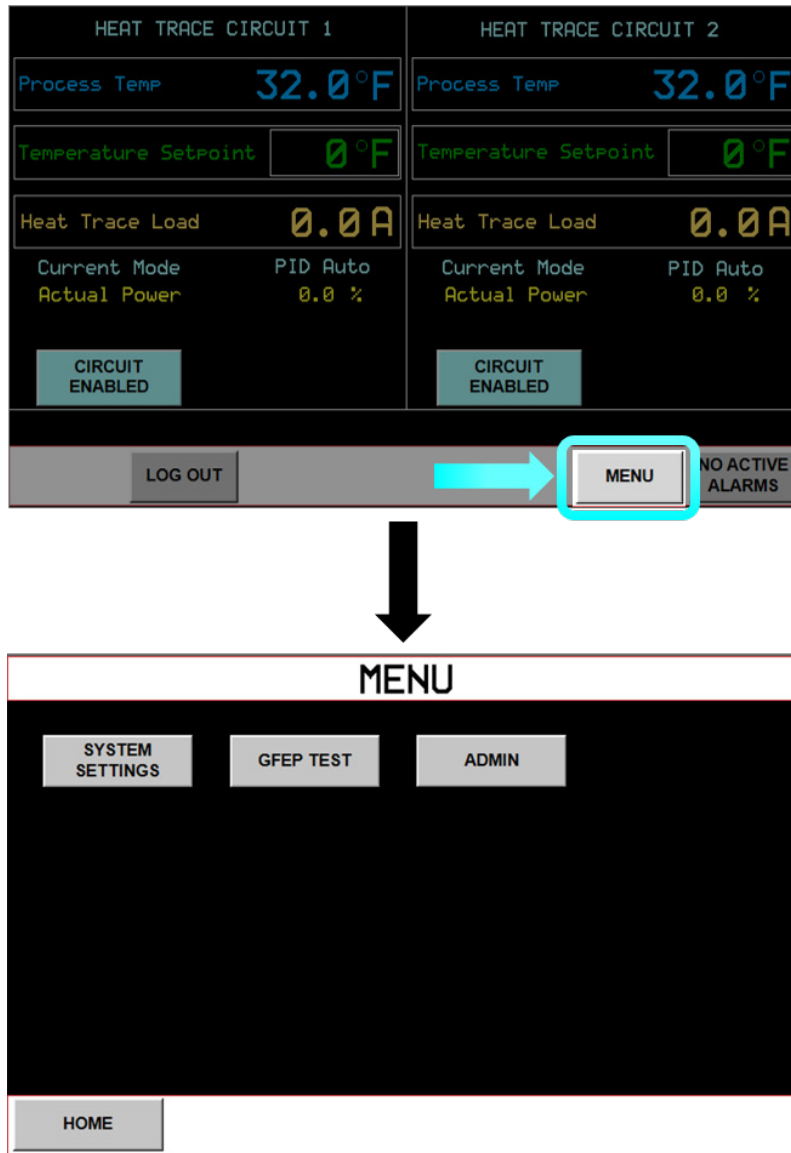 HEAT TRACE CIRCUIT 1
Process Temp 32.0°F
Temperature Setpoint 0°F
Heat Trace Load 0.0A
Current Mode PID Auto
Actual Power 0.0 %
CIRCUIT
ENABLED
HEAT TRACE CIRCUIT 2
Process Temp 32.0°F
Temperature Setpoint 0°F
Heat Trace Load 0.0A
Current Mode PID Auto
Actual Power 0.0 %
CIRCUIT
ENABLED
LOG OUT
MENU
NO ACTIVE
ALARMS
MENU
SYSTEM
SETTINGS
GFEP TEST
ADMIN
HOME